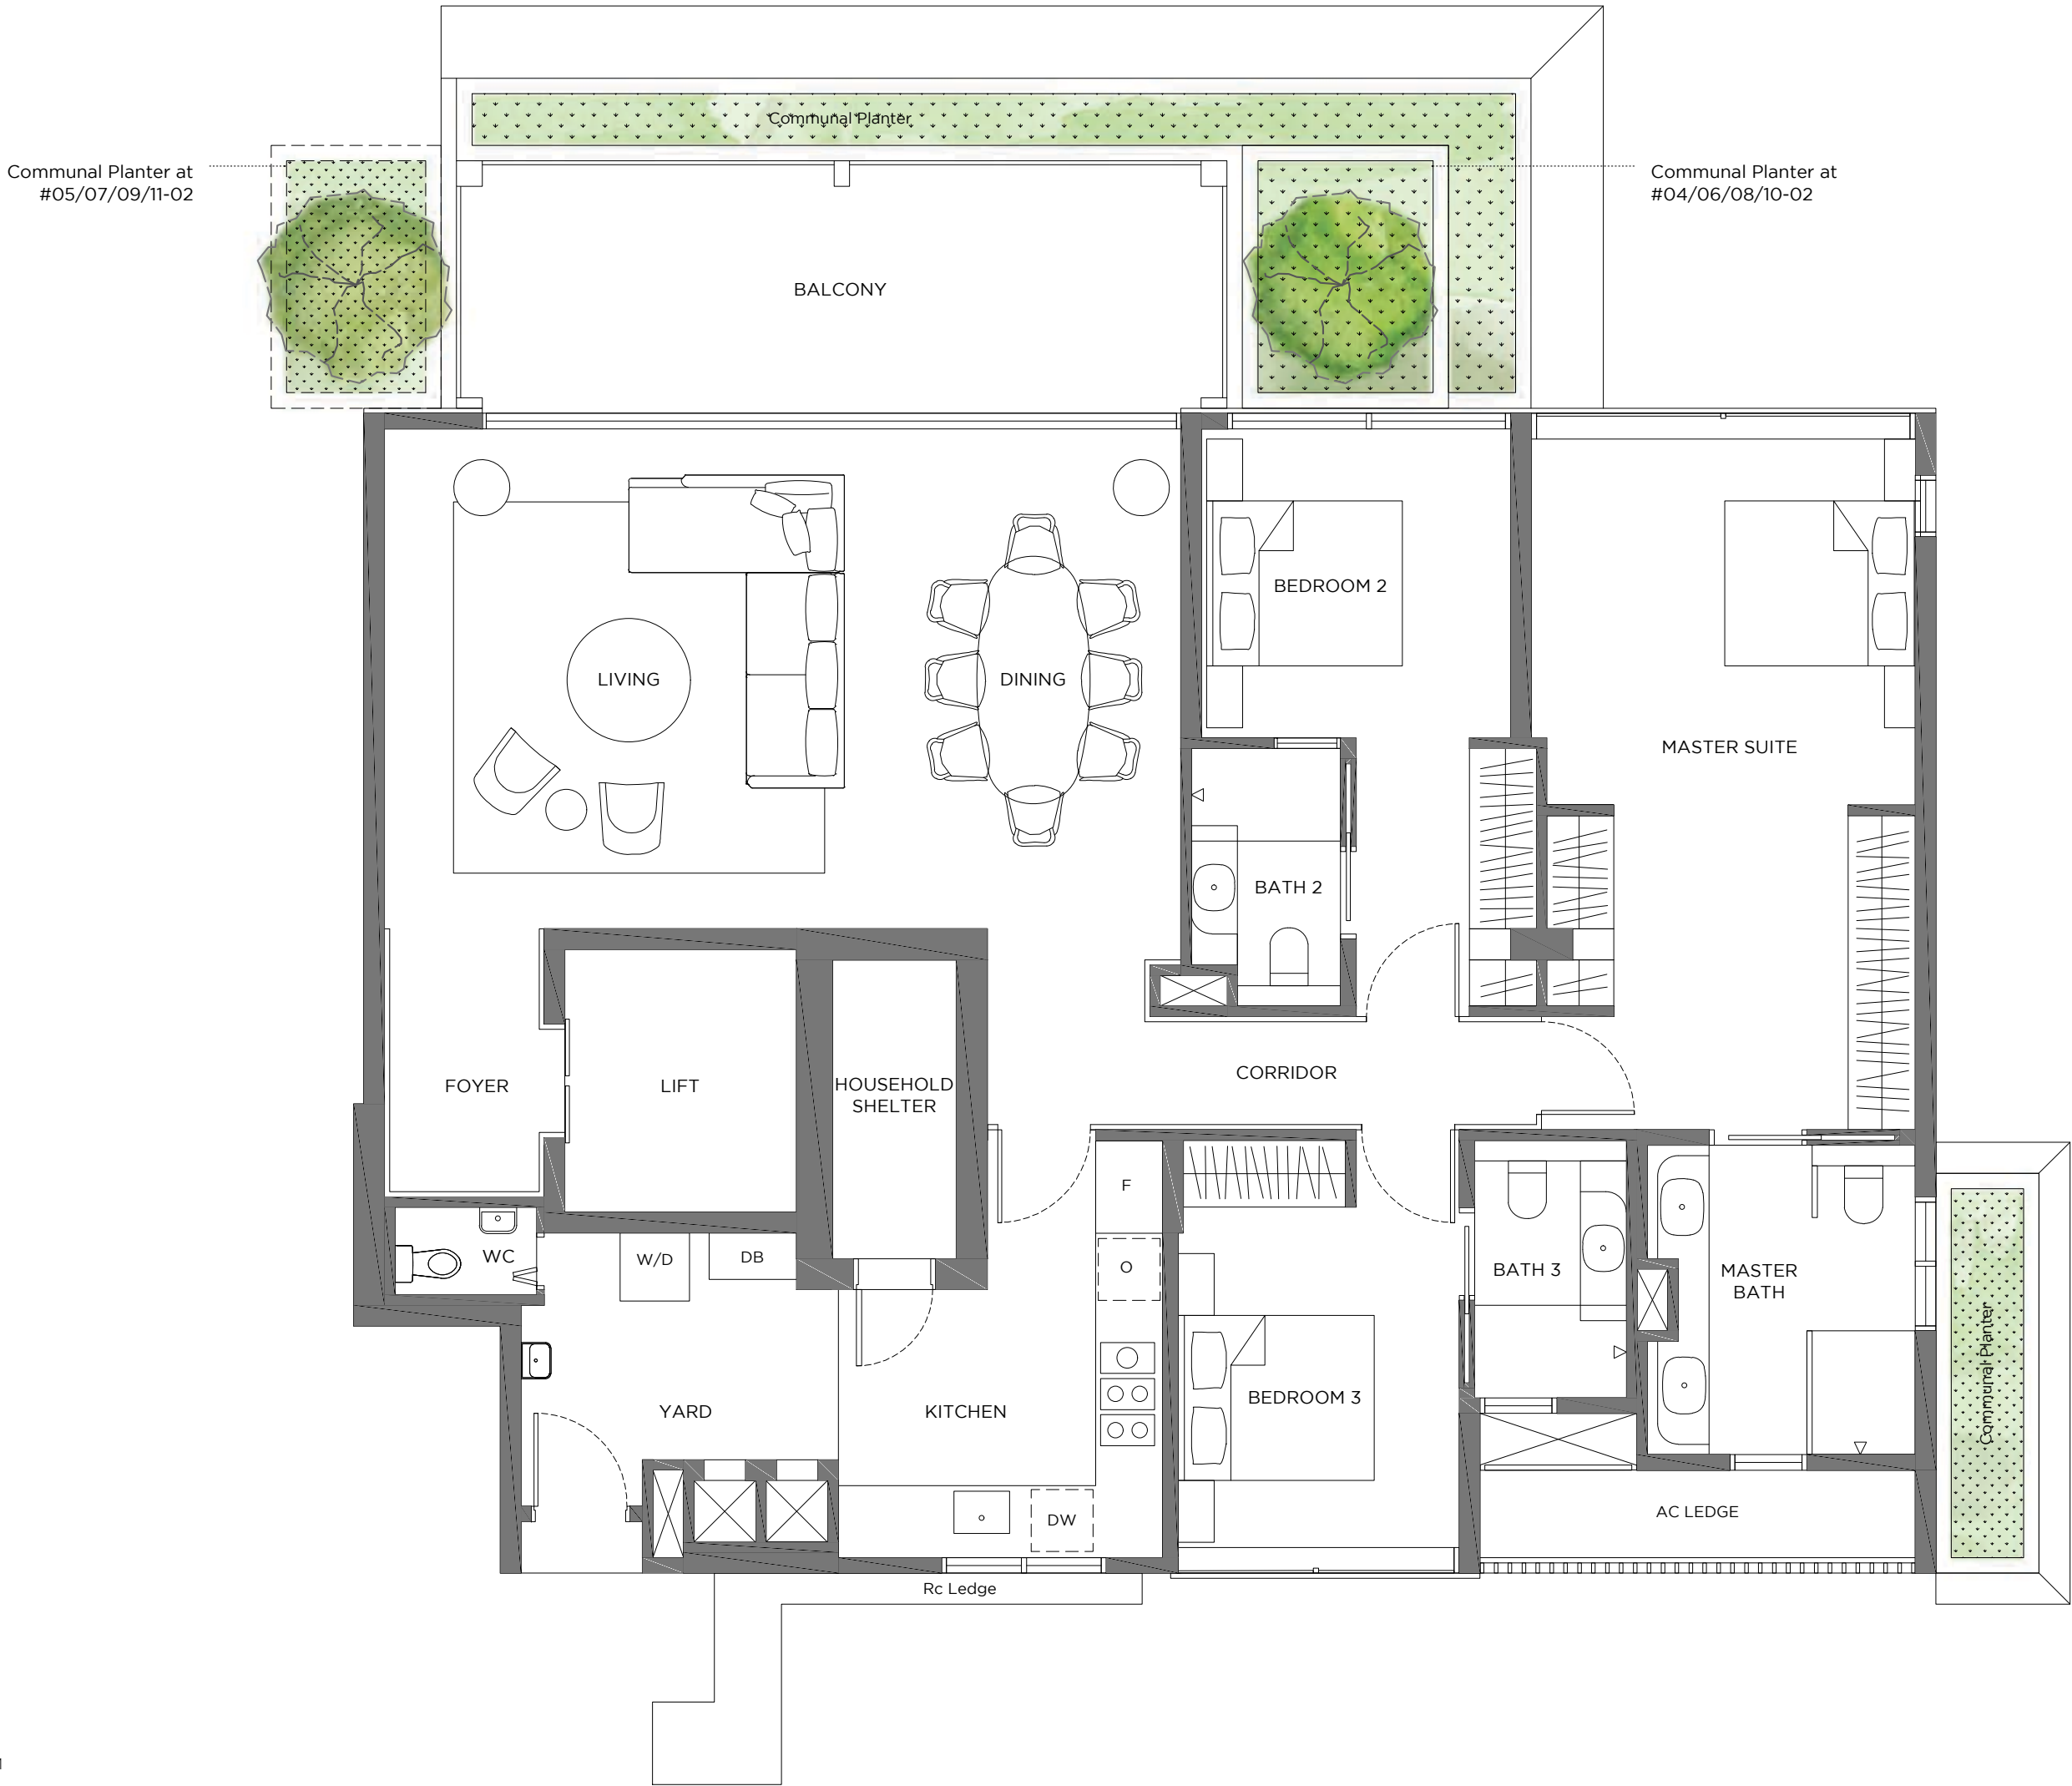 Communal Planter
Communal Planter at
#05/07/09/11-02
Communal Planter at
#04/06/08/10-02
BALCONY
BEDROOM 2
LIVING
DINING
MASTER SUITE
BATH 2
CORRIDOR
FOYER
LIFT
HOUSEHOLD
SHELTER
F
WC
W/D
DB
O
BATH 3
MASTER
BATH
Communal Planter
YARD
KITCHEN
BEDROOM 3
DW
AC LEDGE
Rc Ledge